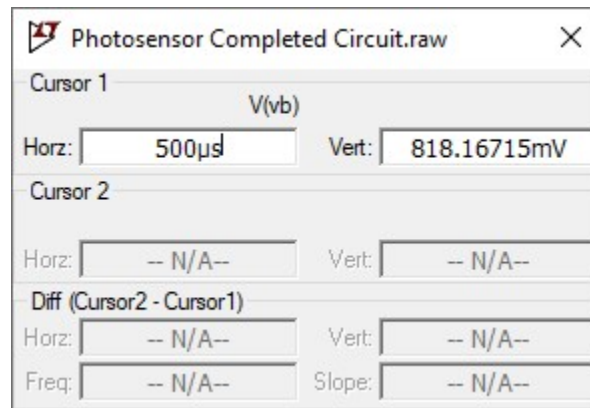 Photosensor Completed Circuit.raw
Cursor 1
V(vb)
Horz: 500µs Vert: 818.16715mV
Cursor 2
Horz: -- N/A-- Vert: -- N/A--
Diff (Cursor2 - Cursor1)
Horz: -- N/A-- Vert: -- N/A--
Freq: -- N/A-- Slope: -- N/A--